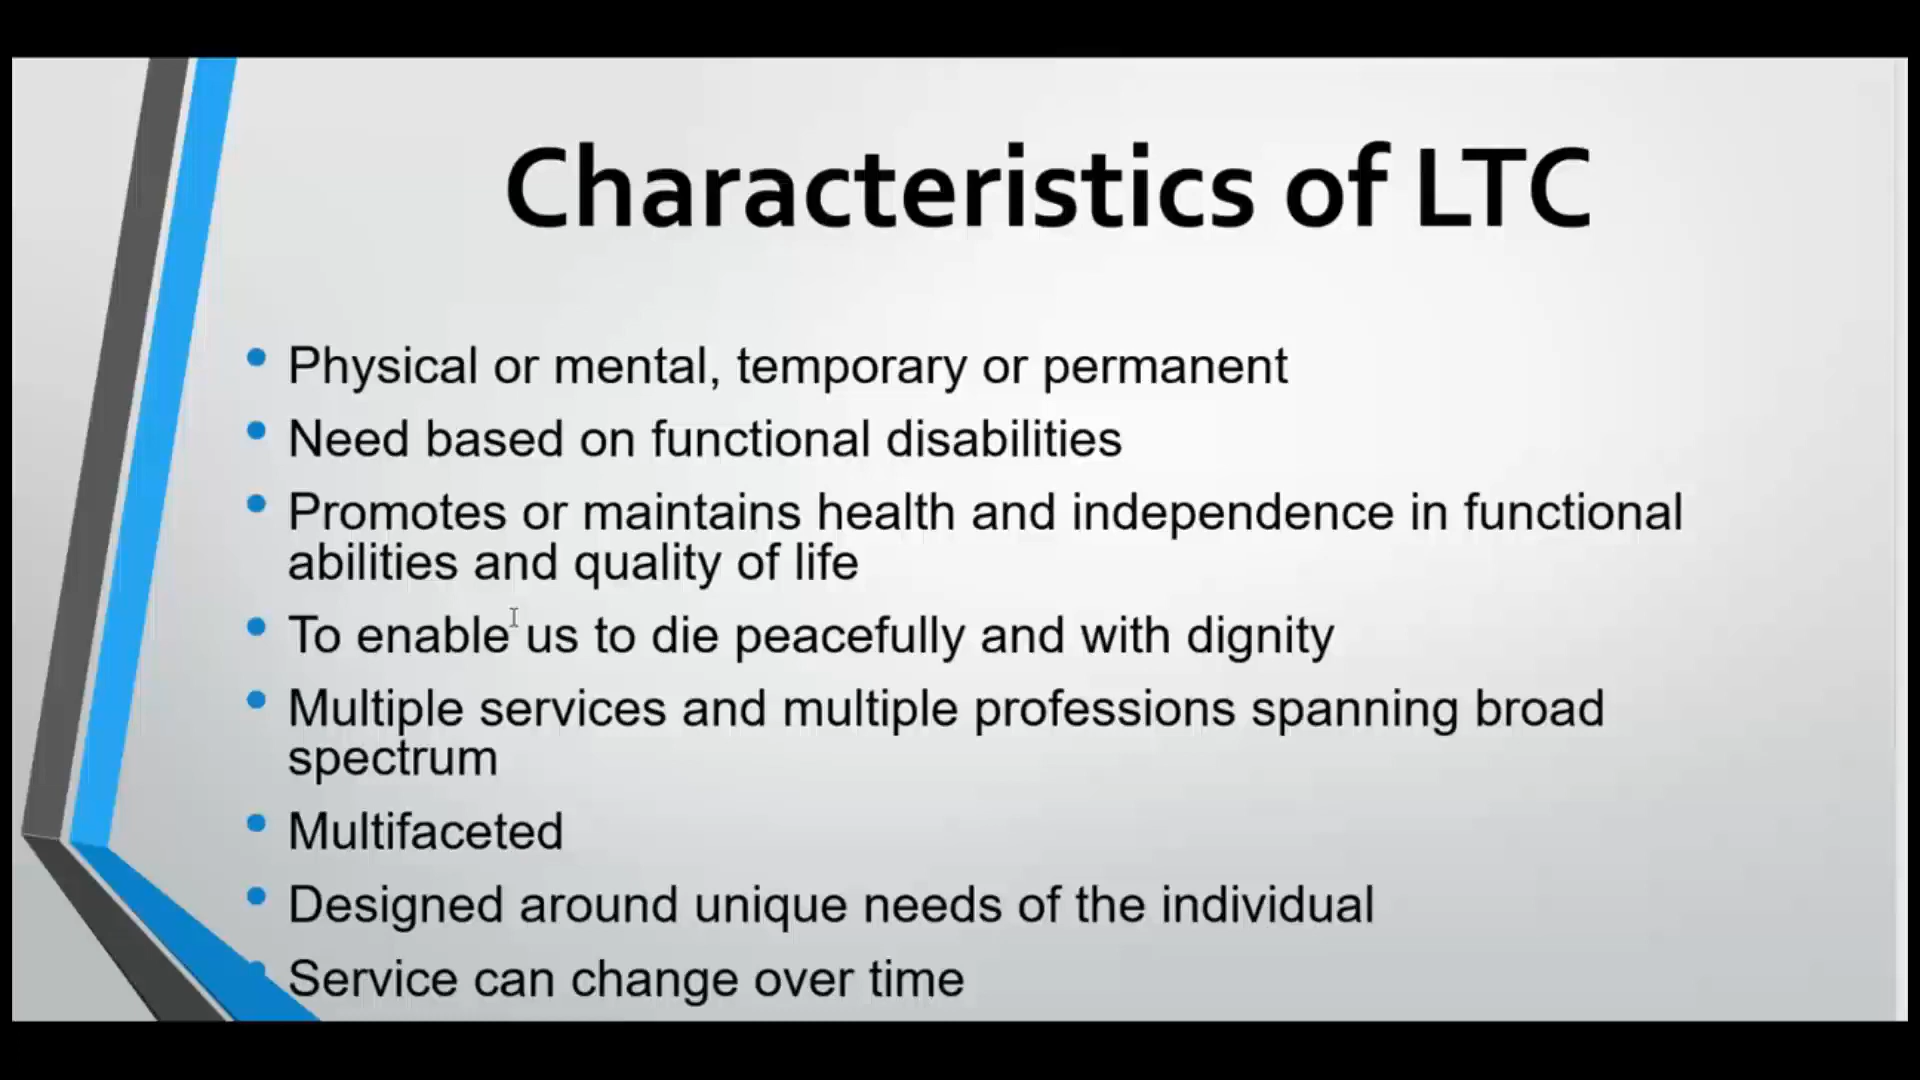 Characteristics of LTC
Physical or mental, temporary or permanent
Need based on functional disabilities
Promotes or maintains health and independence in functional
abilities and quality of life
To enable us to die peacefully and with dignity
Multiple services and multiple professions spanning broad
spectrum
Multifaceted
Designed around unique needs of the individual
Service can change over time